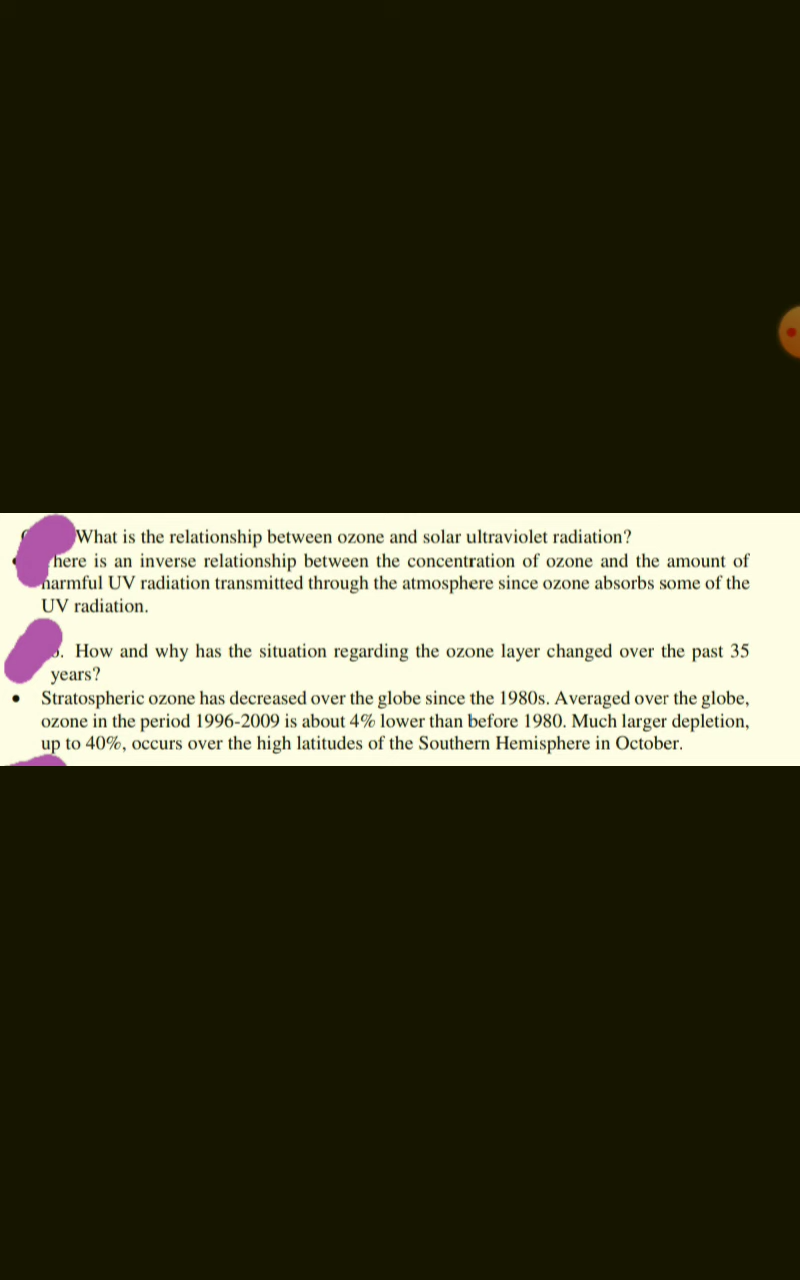 What is the relationship between ozone and solar ultraviolet radiation?
here is an inverse relationship between the concentration of ozone and the amount of
harmful UV radiation transmitted through the atmosphere since ozone absorbs some of the
UV radiation.
. How and why has the situation regarding the ozone layer changed over the past 35
years?
• Stratospheric ozone has decreased over the globe since the 1980s. Averaged over the globe,
ozone in the period 1996-2009 is about 4% lower than before 1980. Much larger depletion,
up to 40%, occurs over the high latitudes of the Southern Hemisphere in October.